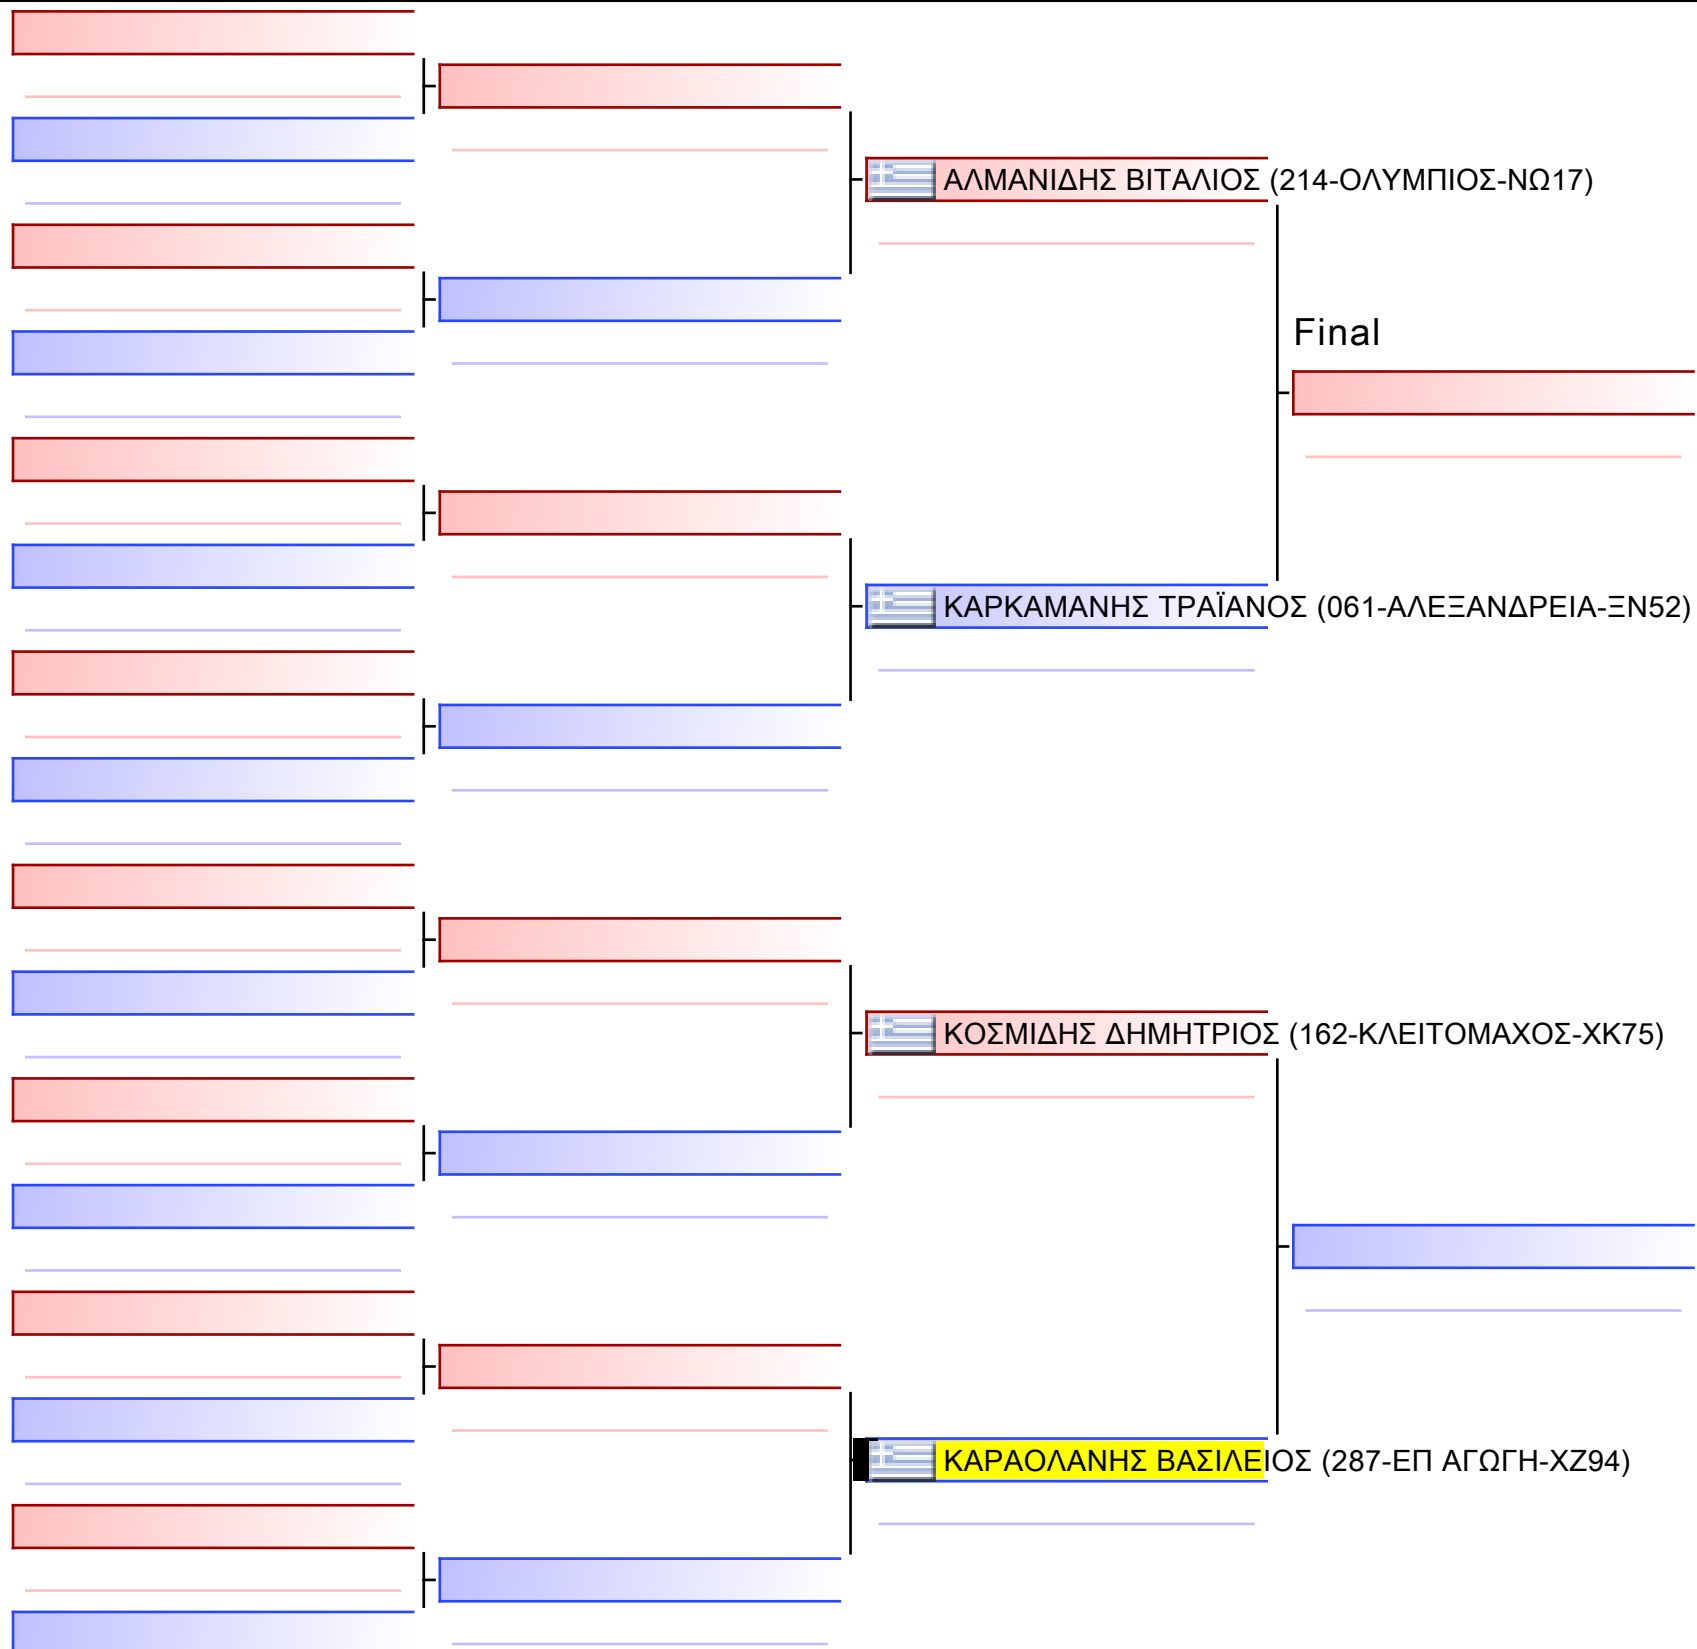 ΑΛΜΑΝΙΔΗΣ ΒΙΤΑΛΙΟΣ (214-ΟΛΥΜΠΙΟΣ-ΝΩ17)
Final
ΚΑΡΚΑΜΑΝΗΣ ΤΡΑΪΑΝΟΣ (061-ΑΛΕΞΑΝΔΡΕΙΑ-ΞΝ52)
ΚΟΣΜΙΔΗΣ ΔΗΜΗΤΡΙΟΣ (162-ΚΛΕΙΤΟΜΑΧΟΣ-ΧΚ75)
ΚΑΡΑΟΛΑΝΗΣ ΒΑΣΙΛΕΙΟΣ (287-ΕΠ ΑΓΩΓΗ-ΧΖ94)